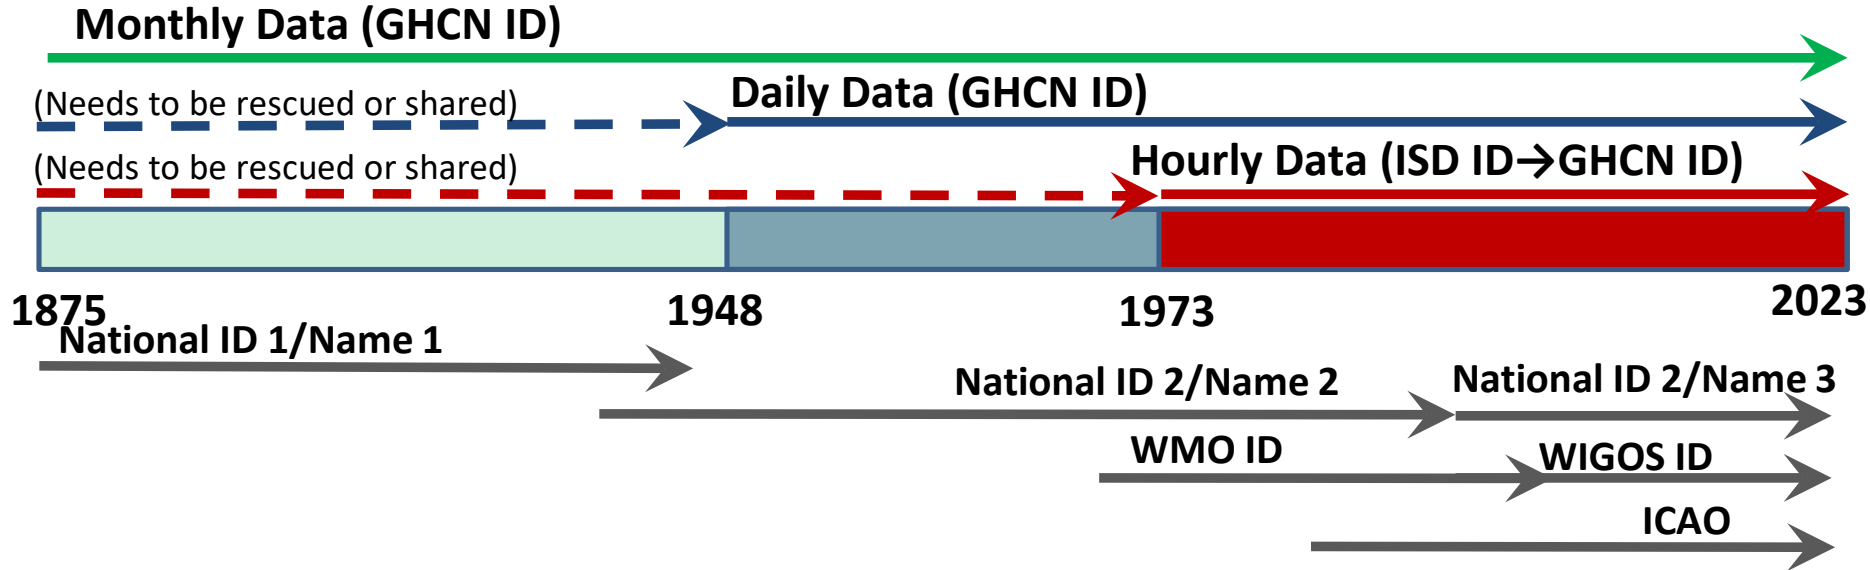 Monthly Data (GHCN ID)
(Needs to be rescued or shared)
Daily Data (GHCN ID)
(Needs to be rescued or shared)
Hourly Data (ISD ID→GHCN ID)
1875
1948
1973
2023
National ID 1/Name 1
National ID 2/Name 2
National ID 2/Name 3
WMO ID
WIGOS ID
ICAO